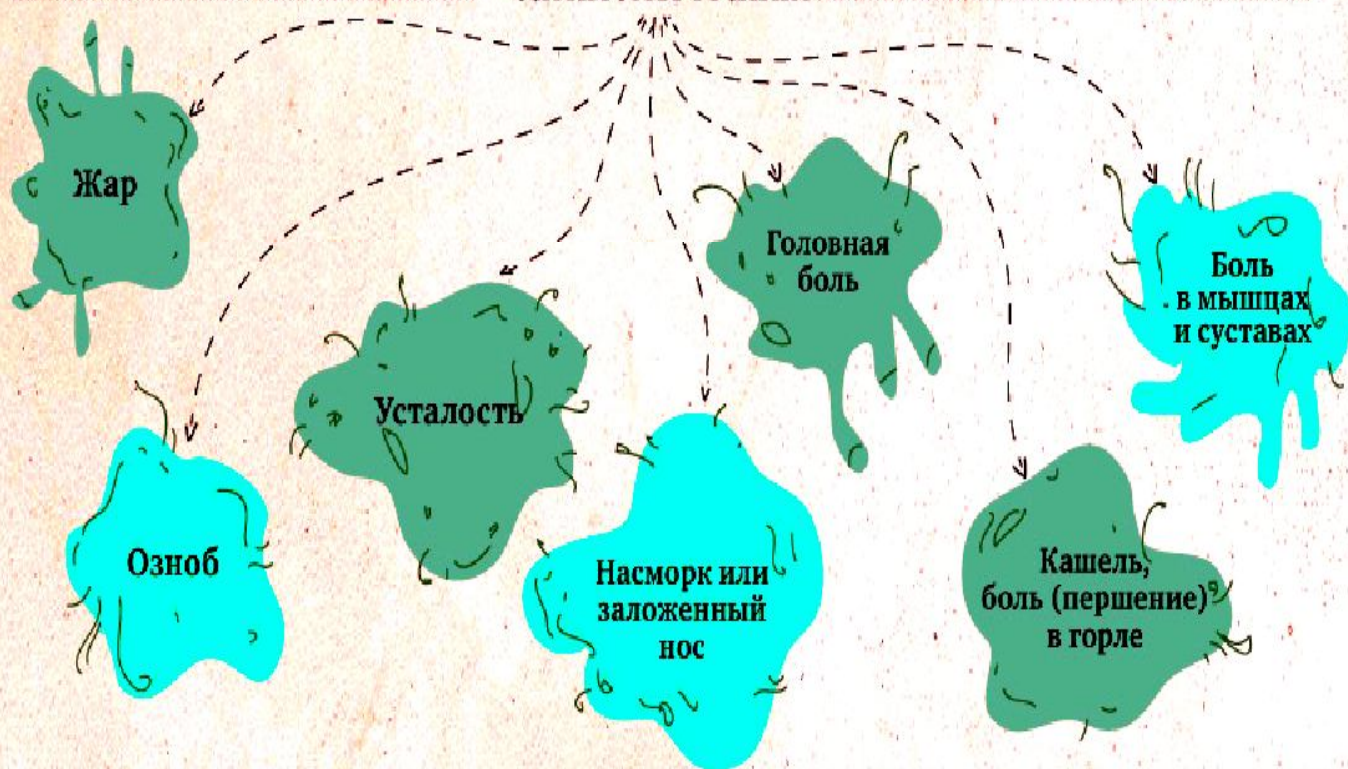 Жар
Головная
боль
Боль
в мышцах
и суставах
Усталость
Озноб
Насморк или
заложенный
нос
Кашель,
боль (першение)
в горле